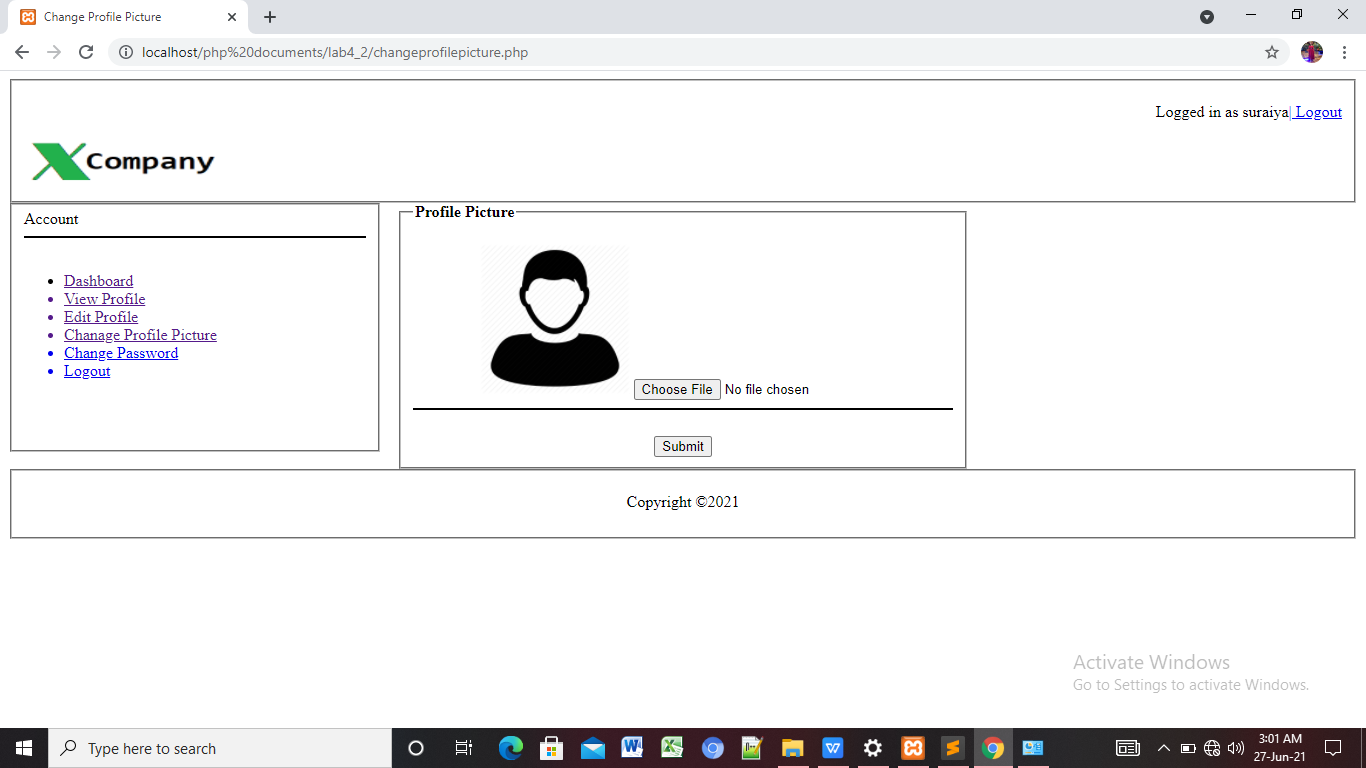 Change Profile Picture
localhost/php%20documents/lab4_2/changeprofilepicture.php
Logged in as suraiya| Logout
X Company
Account
Dashboard
View Profile
Edit Profile
Chanage Profile Picture
Change Password
Logout
Profile Picture
Choose File No file chosen
Submit
Copyright ©2021
Activate Windows
Go to Settings to activate Windows.
Type here to search
3:01 AM
27-Jun-21